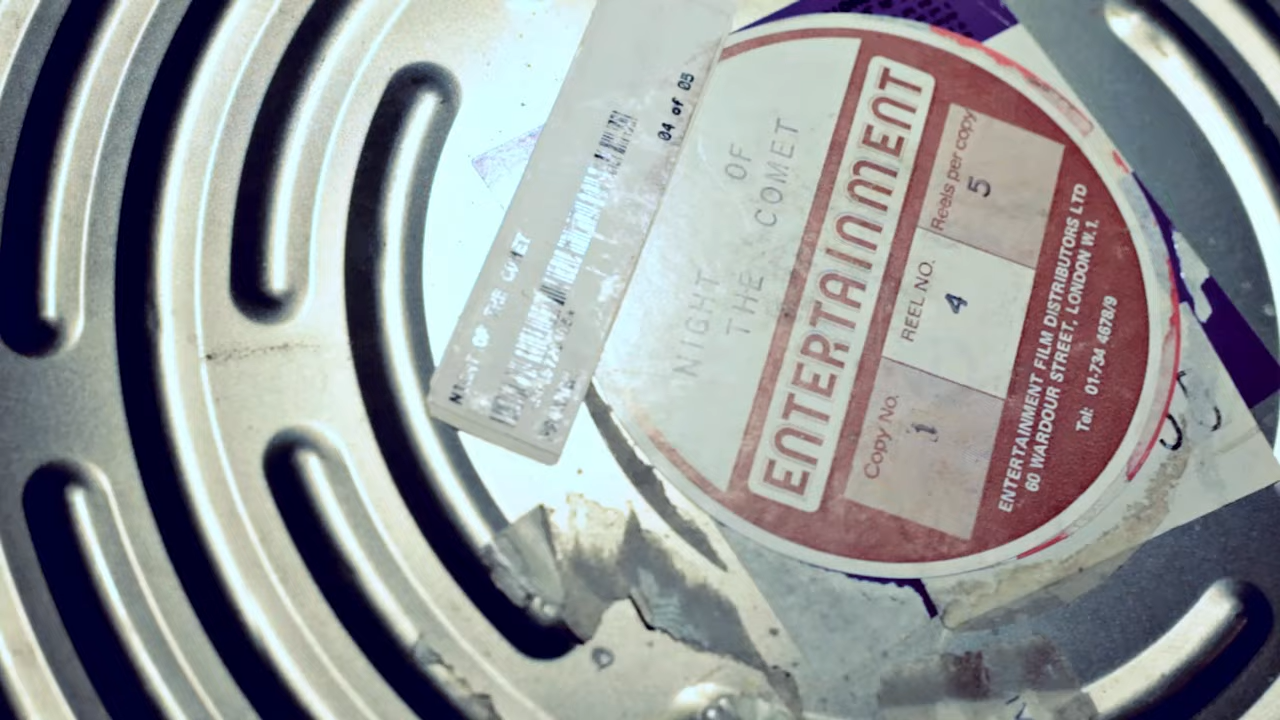 04 of 05
NIGHT OF THE COMET
NIGHT OF
THE COMET
ENTERTAINMENT
Reels per copy
5
REEL NO.
4
Copy No.
1
ENTERTAINMENT FILM DISTRIBUTORS LTD
60 WARDOUR STREET, LONDON W.1.
Tel: 01-734 4678/9